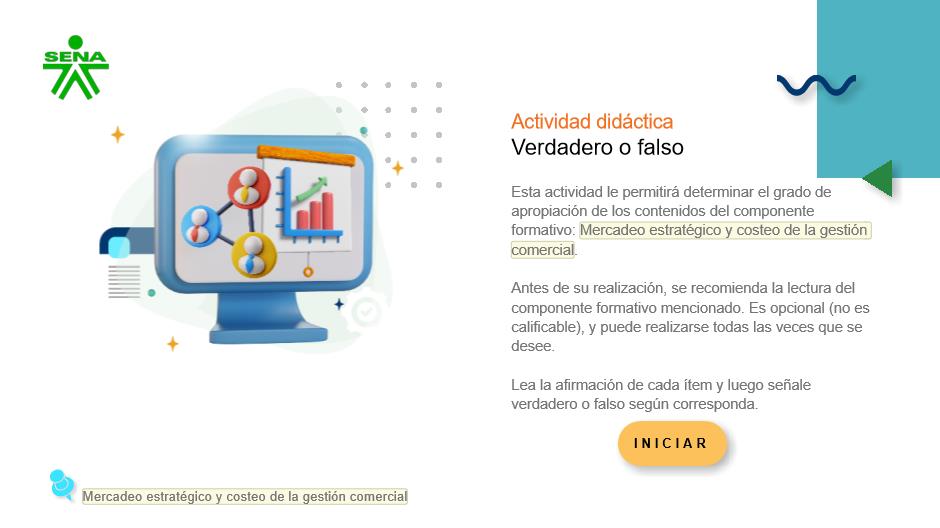 SENA
Actividad didáctica
Verdadero o falso
Esta actividad le permitirá determinar el grado de
apropiación de los contenidos del componente
formativo: Mercadeo estratégico y costeo de la gestión
comercial.
Antes de su realización, se recomienda la lectura del
componente formativo mencionado. Es opcional (no es
calificable), y puede realizarse todas las veces que se
desee.
Lea la afirmación de cada ítem y luego señale
verdadero o falso según corresponda.
INICIAR
Mercadeo estratégico y costeo de la gestión comercial